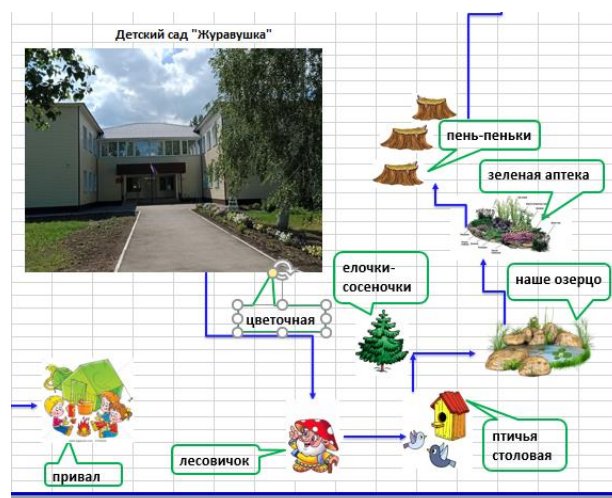 Детский сад "Журавушка"
пень-пеньки
зеленая аптека
елочки-
сосеночки
наше озерцо
цветочная
птичья
столовая
лесовичок
привал